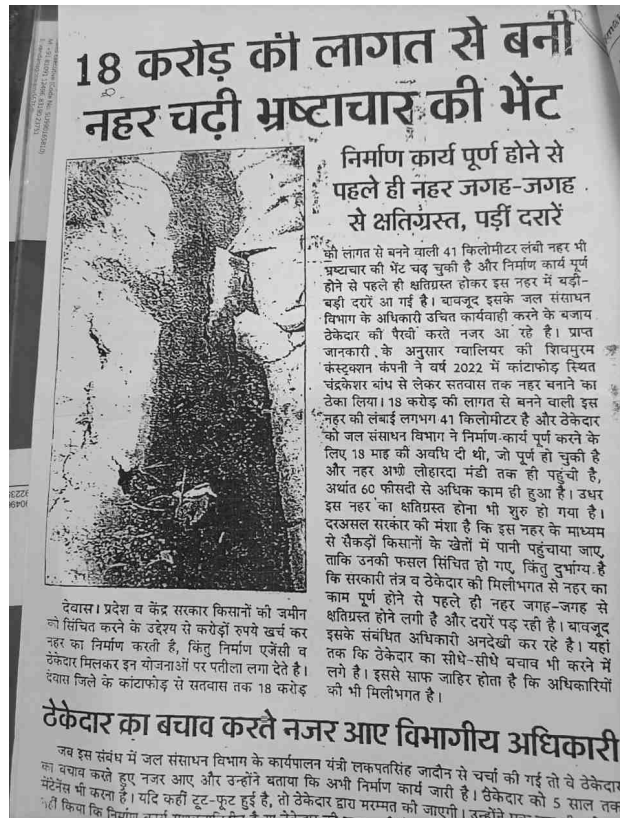 18 करोड़ की लागत से बनी
नहर चढ़ी भ्रष्टाचार की भेंट
निर्माण कार्य पूर्ण होने से
पहले ही नहर जगह-जगह
से क्षतिग्रस्त, पड़ीं दरारें
देवास। प्रदेश व केंद्र सरकार किसानों की जमीन
को सिंचित करने के उद्देश्य से करोड़ों रुपये खर्च कर
नहर का निर्माण करती है, किंतु निर्माण एजेंसी व
ठेकेदार मिलकर इन योजनाओं पर पतीला लगा देते है।
देवास जिले के कांटाफोड़ से सतवास तक 18 करोड़
की लागत से बनने वाली 41 किलोमीटर लंबी नहर भी
भ्रष्टाचार की भेंट चढ़ चुकी है और निर्माण कार्य पूर्ण
होने से पहले ही क्षतिग्रस्त होकर इस नहर में बड़ी-
बड़ी दरारें आ गई है। बावजूद इसके जल संसाधन
विभाग के अधिकारी उचित कार्यवाही करने के बजाय
ठेकेदार की पैरवी करते नजर आ रहे है। प्राप्त
जानकारी के अनुसार ग्वालियर की शिवमुरम
कंस्ट्रक्शन कंपनी ने वर्ष 2022 में कांटाफोड़ स्थित
चंद्रकेशर बांध से लेकर सतवास तक नहर बनाने का
ठेका लिया। 18 करोड़ की लागत से बनने वाली इस
नहर की लंबाई लगभग 41 किलोमीटर है और ठेकेदार
को जल संसाधन विभाग ने निर्माण-कार्य पूर्ण करने के
लिए 18 माह की अवधि दी थी, जो पूर्ण हो चुकी है
और नहर अभी लोहारदा मंडी तक ही पहुंची है,
अर्थात 60 फीसदी से अधिक काम ही हुआ है। उधर
इस नहर का क्षतिग्रस्त होना भी शुरु हो गया है।
दरअसल सरकार की मंशा है कि इस नहर के माध्यम
से सैकड़ों किसानों के खेतों में पानी पहुंचाया जाए,
ताकि उनकी फसल सिंचित हो गए, किंतु दुर्भाग्य है
कि सरकारी तंत्र व ठेकेदार की मिलीभगत से नहर का
काम पूर्ण होने से पहले ही नहर जगह-जगह से
क्षतिग्रस्त होने लगी है और दरारें पड़ रही है। बावजूद
इसके संबंधित अधिकारी अनदेखी कर रहे है। यहां
तक कि ठेकेदार का सीधे-सीधे बचाव भी करने में
लगे है। इससे साफ जाहिर होता है कि अधिकारियों
की भी मिलीभगत है।
ठेकेदार का बचाव करते नजर आए विभागीय अधिकारी
जब इस संबंध में जल संसाधन विभाग के कार्यपालन यंत्री लकपतसिंह जादौन से चर्चा की गई तो वे ठेकेदार
का बचाव करते हुए नजर आए और उन्होंने बताया कि अभी निर्माण कार्य जारी है। ठेकेदार को 5 साल तक
मेंटेनेंस भी करना है। यदि कहीं टूट-फूट हुई है, तो ठेकेदार द्वारा मरम्मत की जाएगी। उन्होंने